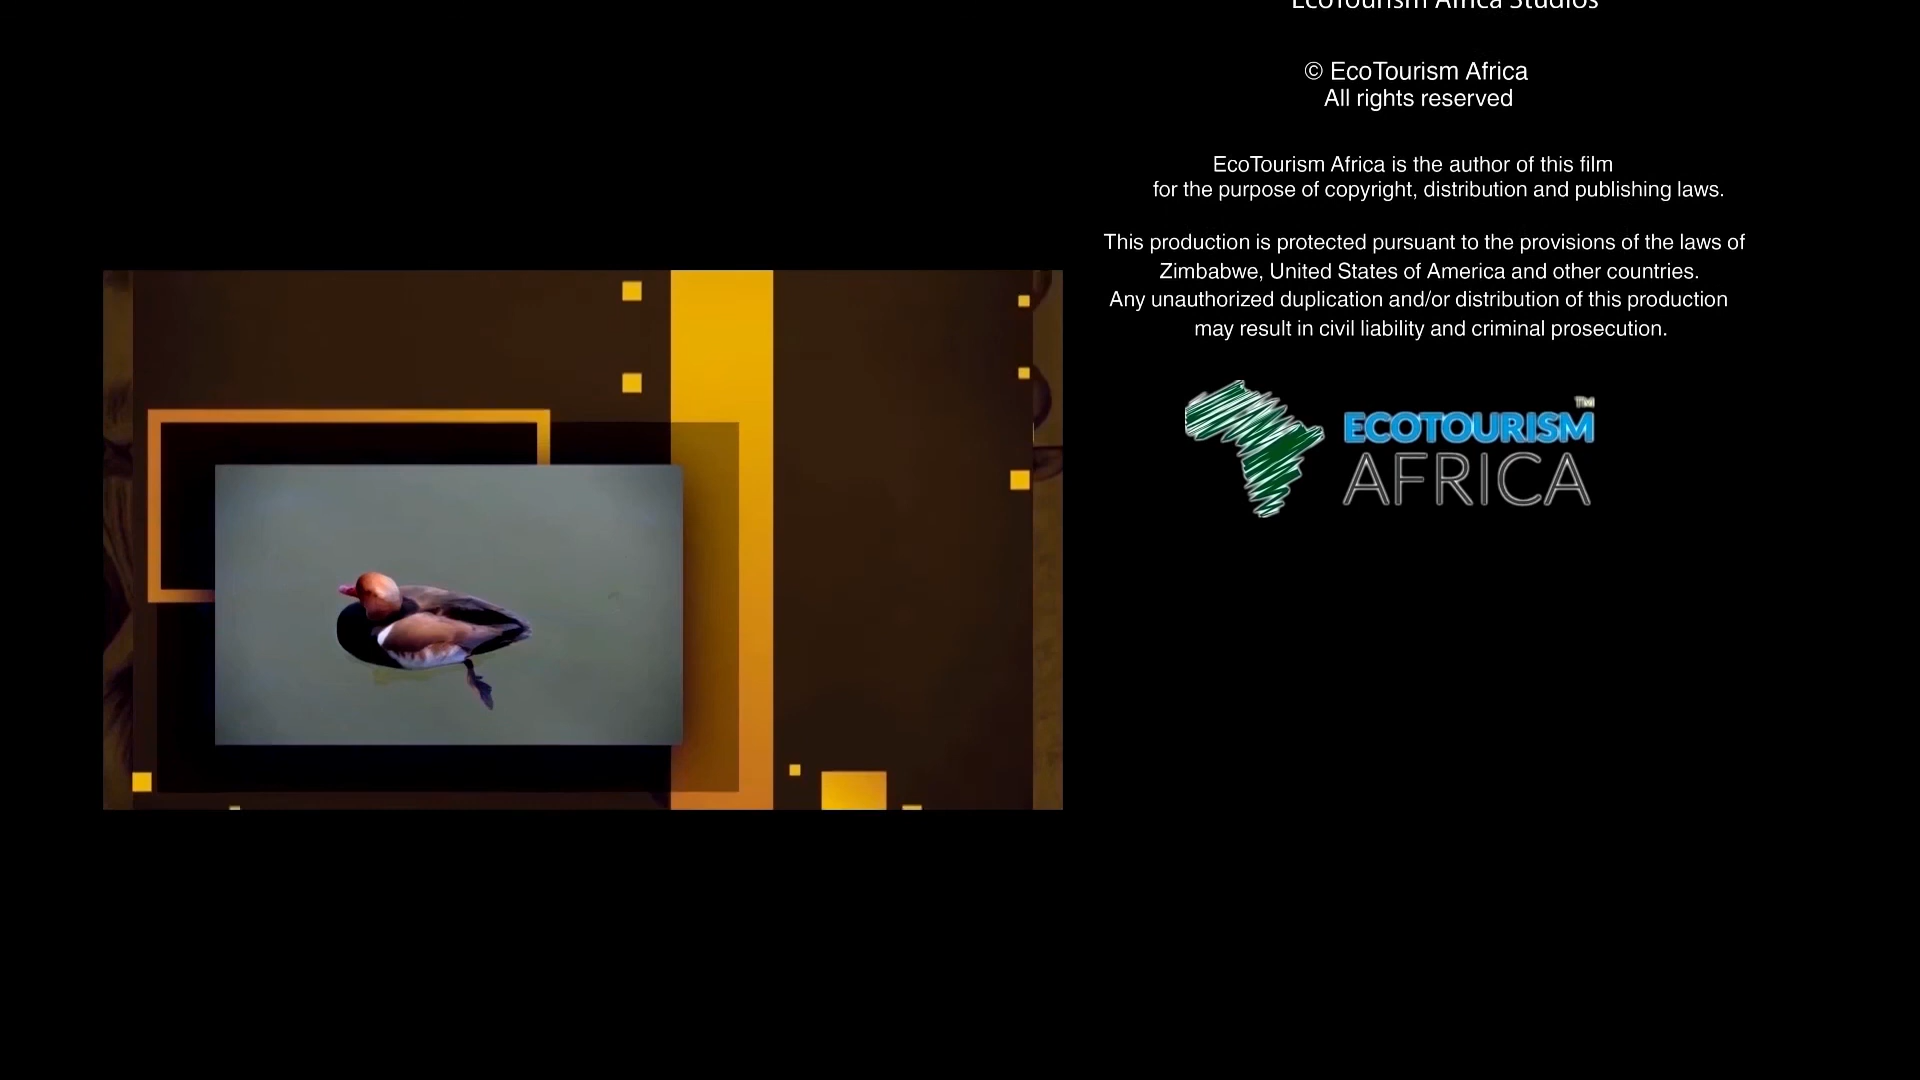 EcoTourism Africa Studios
© EcoTourism Africa
All rights reserved
EcoTourism Africa is the author of this film
for the purpose of copyright, distribution and publishing laws.
This production is protected pursuant to the provisions of the laws of
Zimbabwe, United States of America and other countries.
Any unauthorized duplication and/or distribution of this production
may result in civil liability and criminal prosecution.
ECOTOURISM™
AFRICA